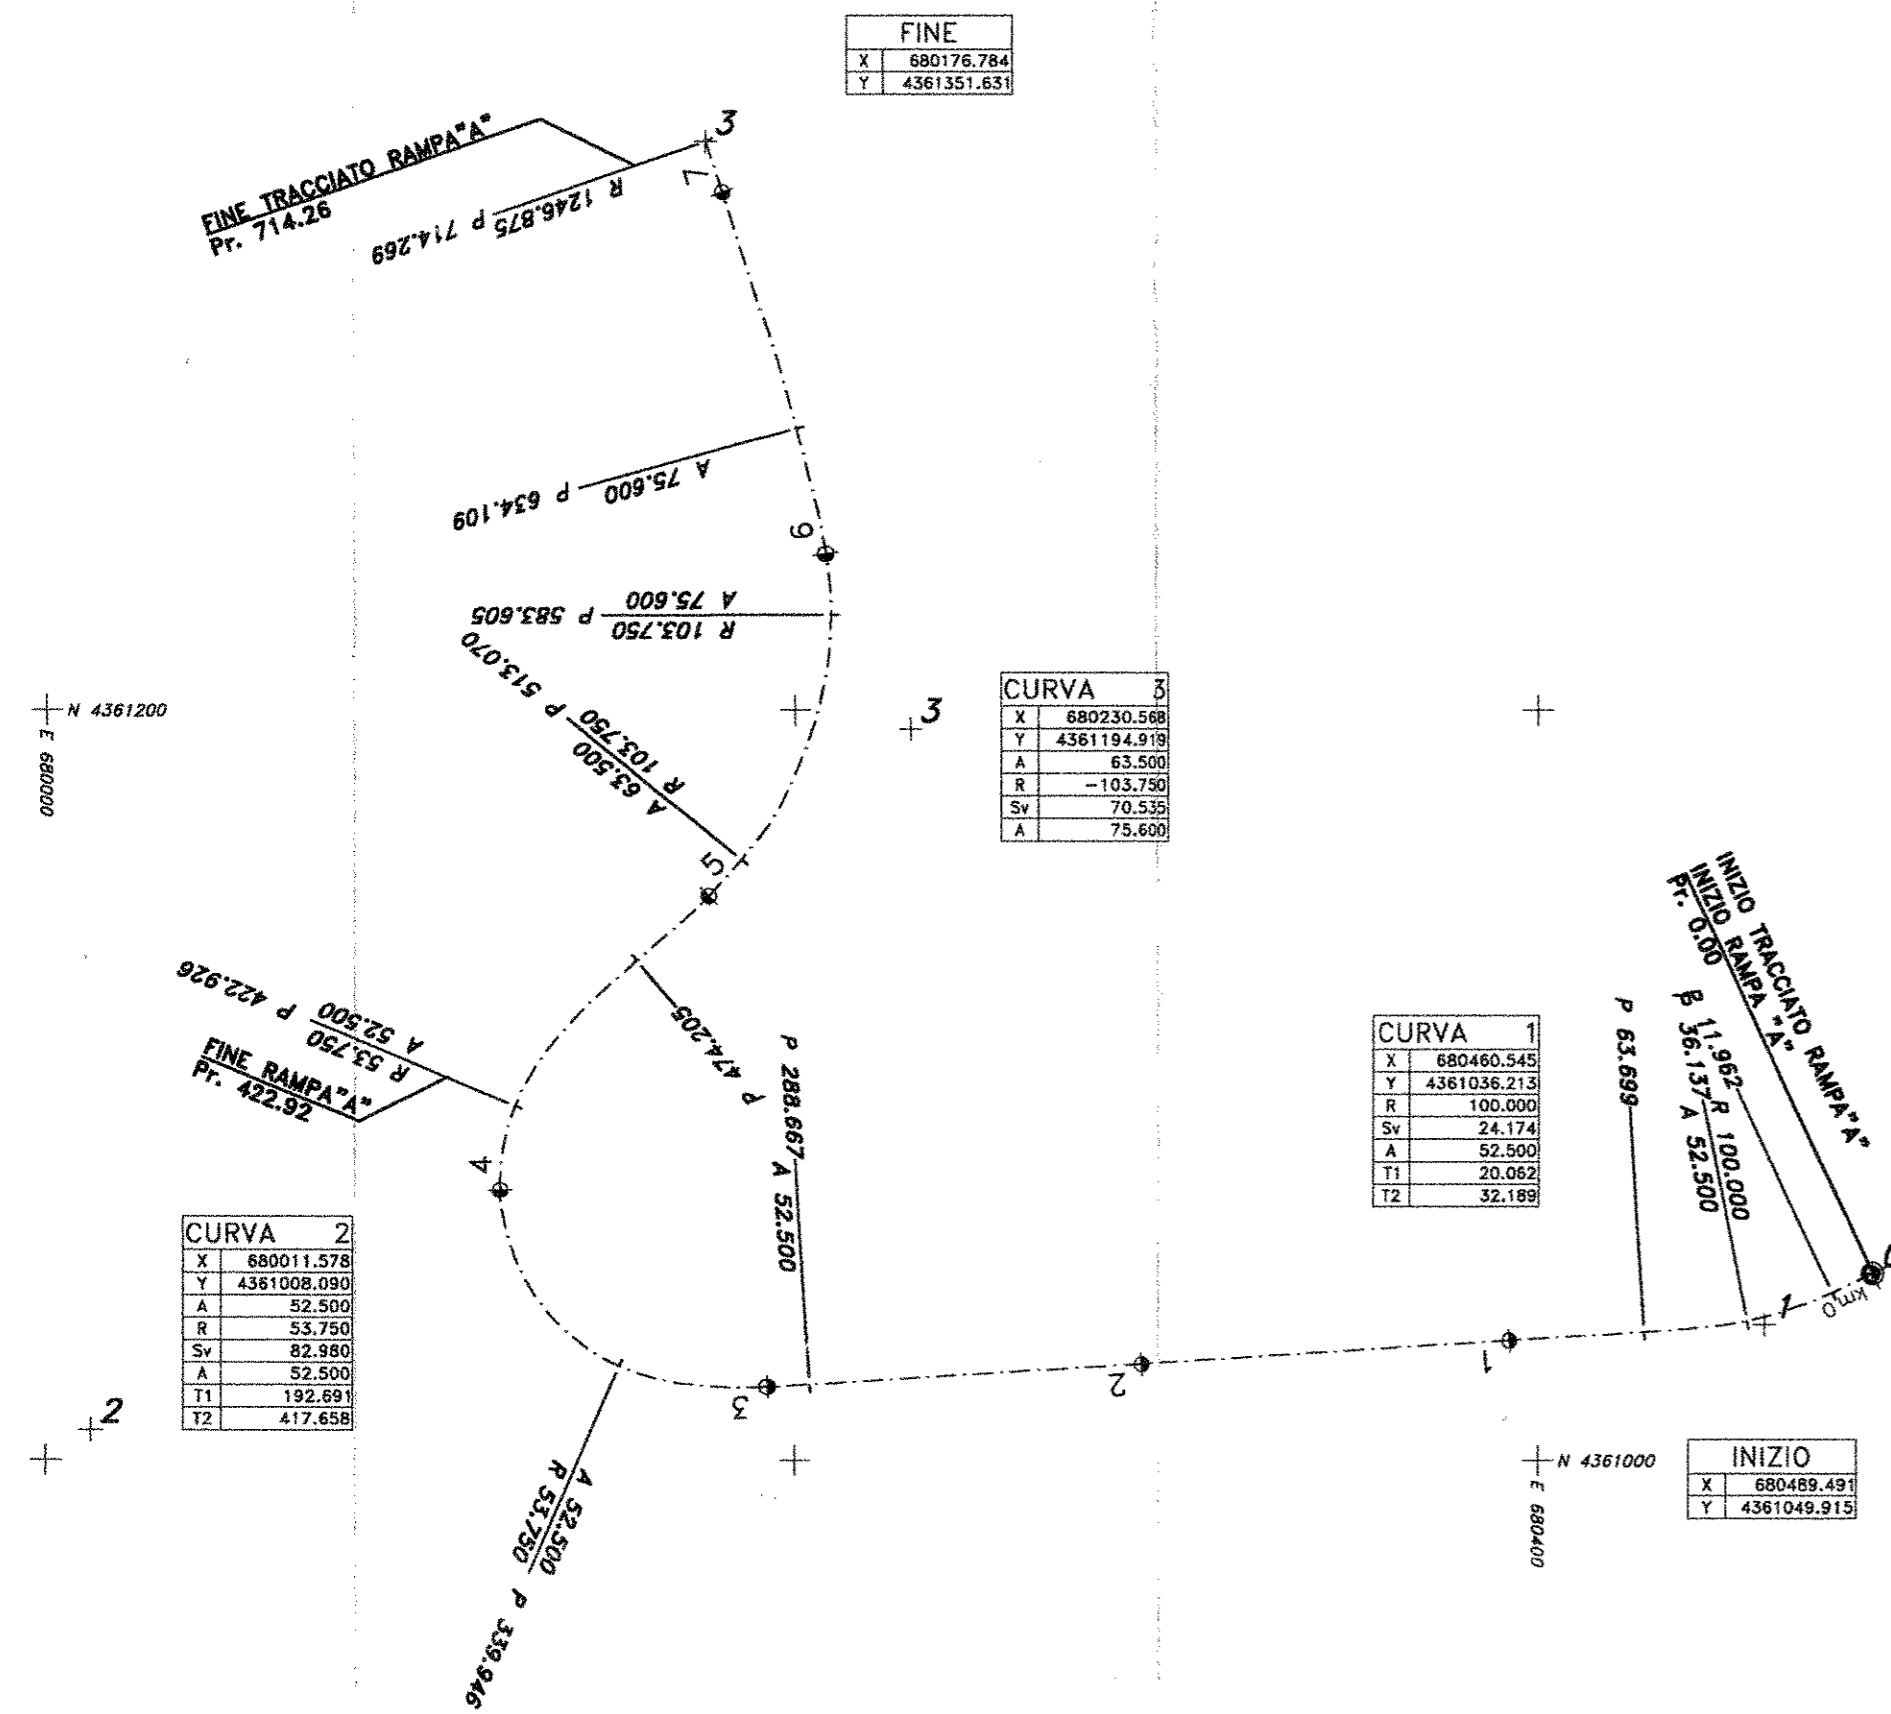 FINE
X 680176.784
Y 4361351.631
3
FINE TRACCIATO RAMPA"A"
Pr. 714.26
7
R 1246.875 P 714.269
A 75.600 P 634.109
6
A 75.600
R 103.750 P 583.605
R 103.750
A 63.500 P 513.070
N 4361200
E 680000
3
CURVA 3
X 680230.568
Y 4361194.919
A 63.500
R -103.750
Sv 70.535
A 75.600
5
A 52.500
R 53.750 P 422.926
FINE RAMPA"A"
Pr. 422.92
P 474.205
P 288.667 A 52.500
4
CURVA 1
X 680460.545
Y 4361036.213
R 100.000
Sv 24.174
A 52.500
T1 20.062
T2 32.189
P 63.699
INIZIO TRACCIATO RAMPA"A"
INIZIO RAMPA "A"
Pr. 0.00
P 11.962 R 100.000
P 36.137 A 52.500
km 0
1
1
2
3
CURVA 2
X 680011.578
Y 4361008.090
A 52.500
R 53.750
Sv 82.980
A 52.500
T1 192.691
T2 417.658
2
A 52.500
R 53.750 P 339.946
N 4361000
E 680400
INIZIO
X 680489.491
Y 4361049.915